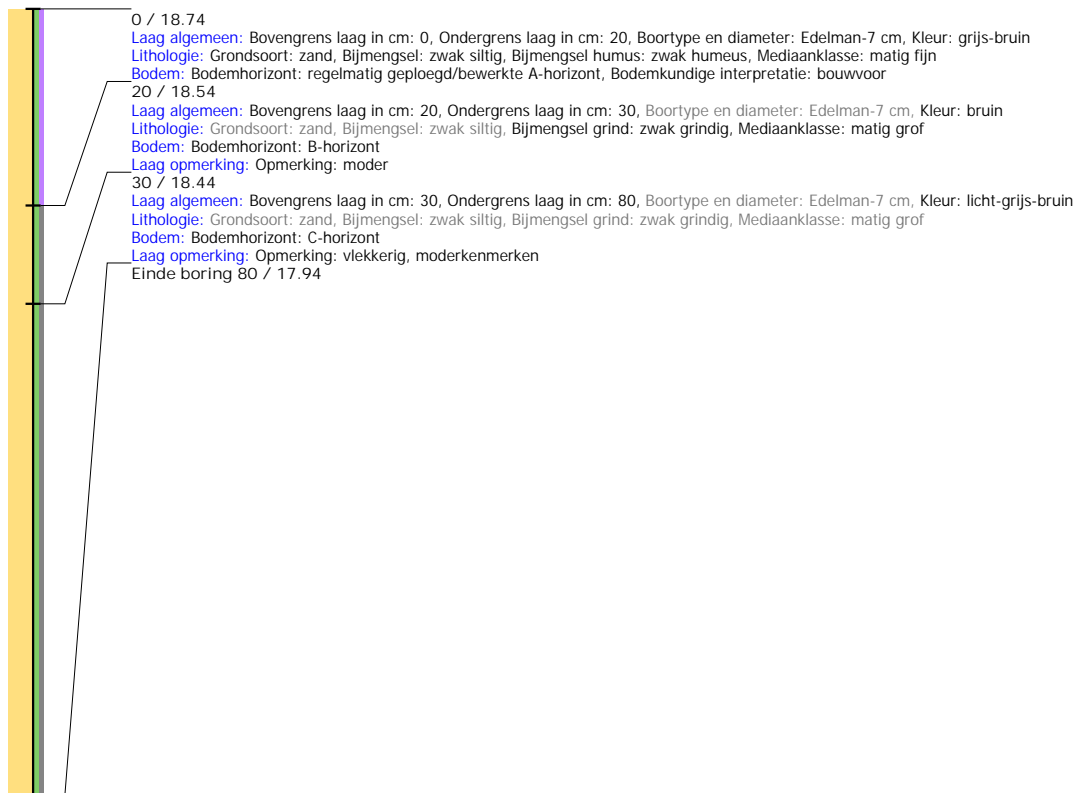 0 / 18.74
Laag algemeen: Bovengrens laag in cm: 0, Ondergrens laag in cm: 20, Boortype en diameter: Edelman-7 cm, Kleur: grijs-bruin
Lithologie: Grondsoort: zand, Bijmengsel: zwak siltig, Bijmengsel humus: zwak humeus, Mediaanklasse: matig fijn
Bodem: Bodemhorizont: regelmatig geploegd/bewerkte A-horizont, Bodemkundige interpretatie: bouwvoor
20 / 18.54
Laag algemeen: Bovengrens laag in cm: 20, Ondergrens laag in cm: 30, Boortype en diameter: Edelman-7 cm, Kleur: bruin
Lithologie: Grondsoort: zand, Bijmengsel: zwak siltig, Bijmengsel grind: zwak grindig, Mediaanklasse: matig grof
Bodem: Bodemhorizont: B-horizont
Laag opmerking: Opmerking: moder
30 / 18.44
Laag algemeen: Bovengrens laag in cm: 30, Ondergrens laag in cm: 80, Boortype en diameter: Edelman-7 cm, Kleur: licht-grijs-bruin
Lithologie: Grondsoort: zand, Bijmengsel: zwak siltig, Bijmengsel grind: zwak grindig, Mediaanklasse: matig grof
Bodem: Bodemhorizont: C-horizont
Laag opmerking: Opmerking: vlekkerig, moderkenmerken
Einde boring 80 / 17.94